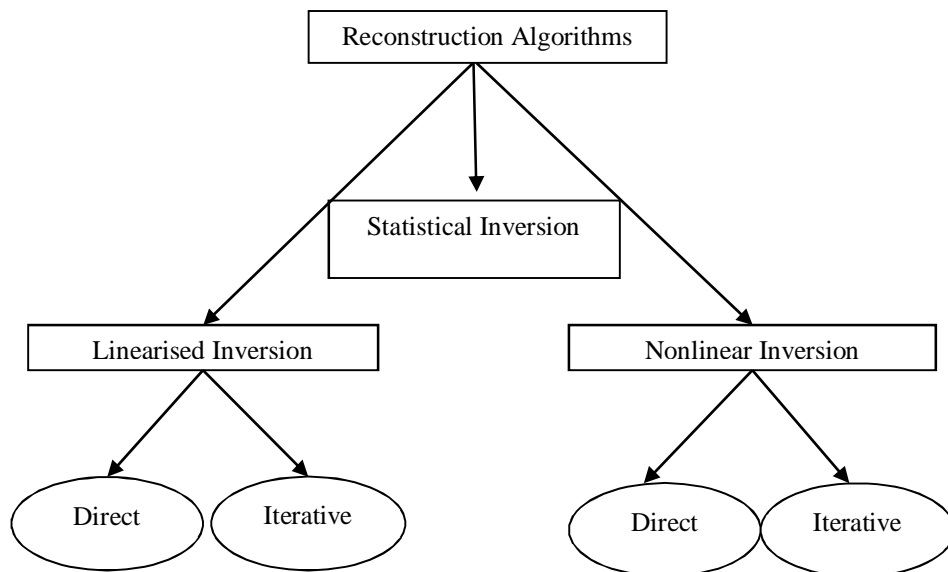 Reconstruction Algorithms
Statistical Inversion
Linearised Inversion
Nonlinear Inversion
Direct
Iterative
Direct
Iterative